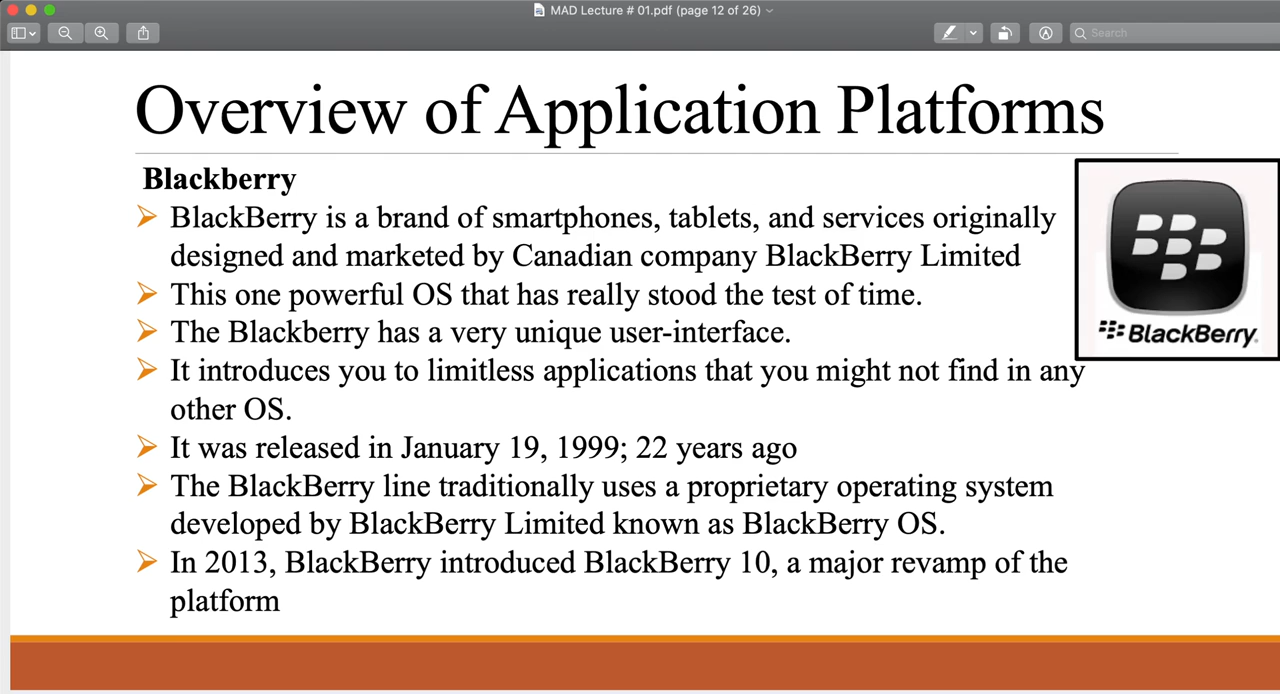 MAD Lecture # 01.pdf (page 12 of 26)
Search
Overview of Application Platforms
Blackberry
BlackBerry is a brand of smartphones, tablets, and services originally
designed and marketed by Canadian company BlackBerry Limited
This one powerful OS that has really stood the test of time.
The Blackberry has a very unique user-interface.
It introduces you to limitless applications that you might not find in any
other OS.
It was released in January 19, 1999; 22 years ago
The BlackBerry line traditionally uses a proprietary operating system
developed by BlackBerry Limited known as BlackBerry OS.
In 2013, BlackBerry introduced BlackBerry 10, a major revamp of the
platform
BlackBerry.